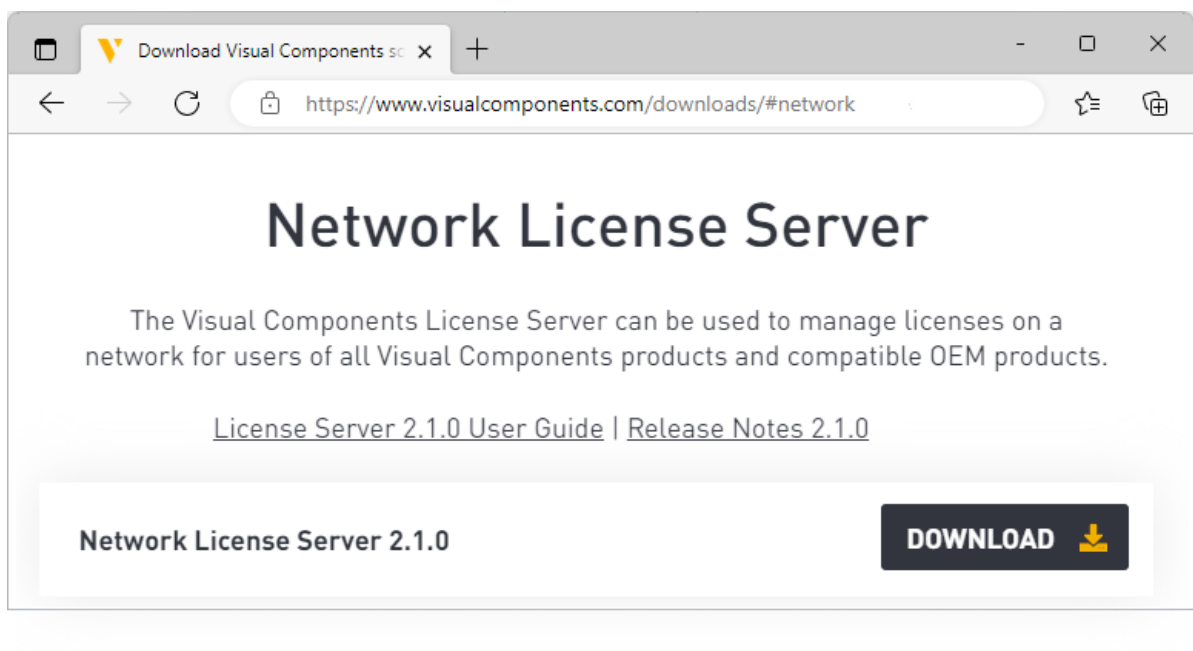 Download Visual Components sc
https://www.visualcomponents.com/downloads/#network
Network License Server
The Visual Components License Server can be used to manage licenses on a
network for users of all Visual Components products and compatible OEM products.
License Server 2.1.0 User Guide | Release Notes 2.1.0
Network License Server 2.1.0
DOWNLOAD